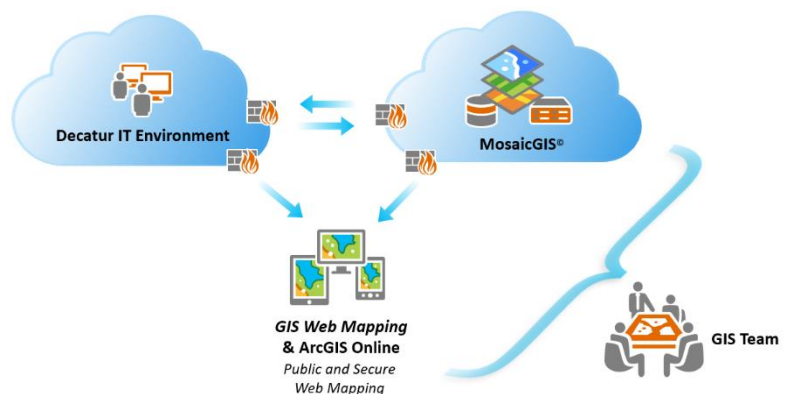 Decatur IT Environment
MosaicGIS©
GIS Web Mapping
& ArcGIS Online
Public and Secure
Web Mapping
GIS Team